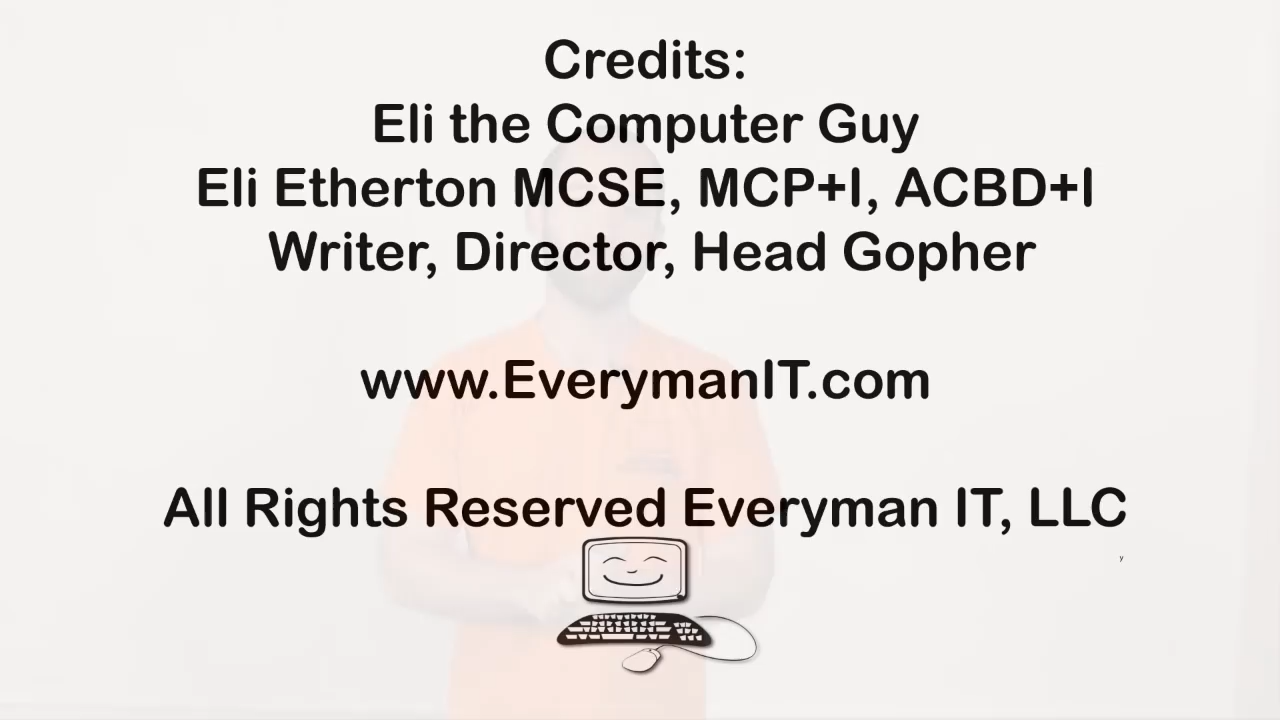 Credits:
Eli the Computer Guy
Eli Etherton MCSE, MCP+I, ACBD+I
Writer, Director, Head Gopher
www.EverymanIT.com
All Rights Reserved Everyman IT, LLC
y